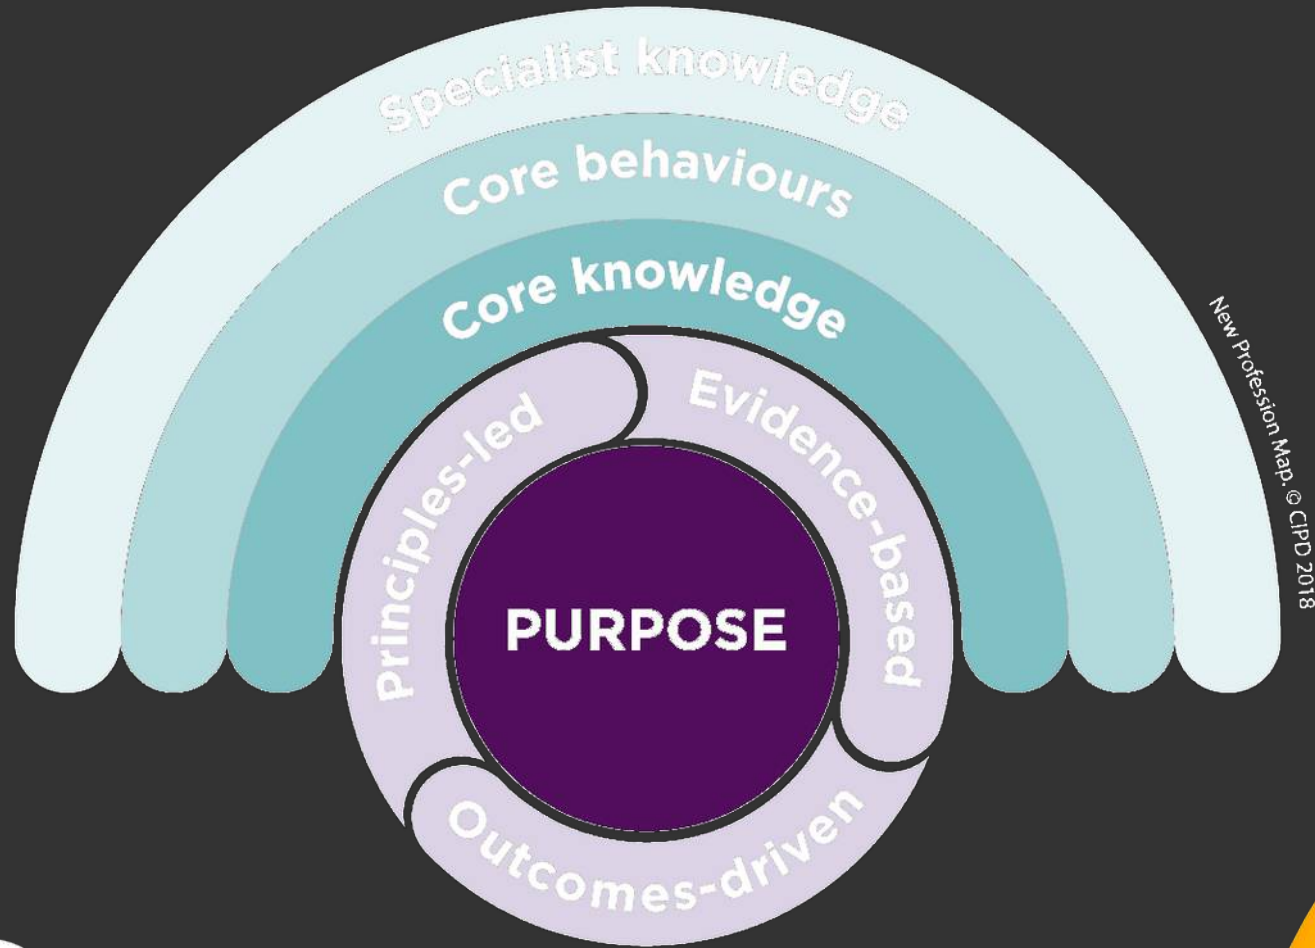 Specialist knowledge
Core behaviours
Core knowledge
Principles-led
Evidence-based
PURPOSE
Outcomes-driven
New Profession Map. © CIPD 2018